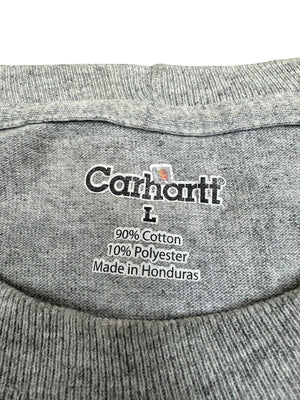 Carhartt
L
90% Cotton
10% Polyester
Made in Honduras